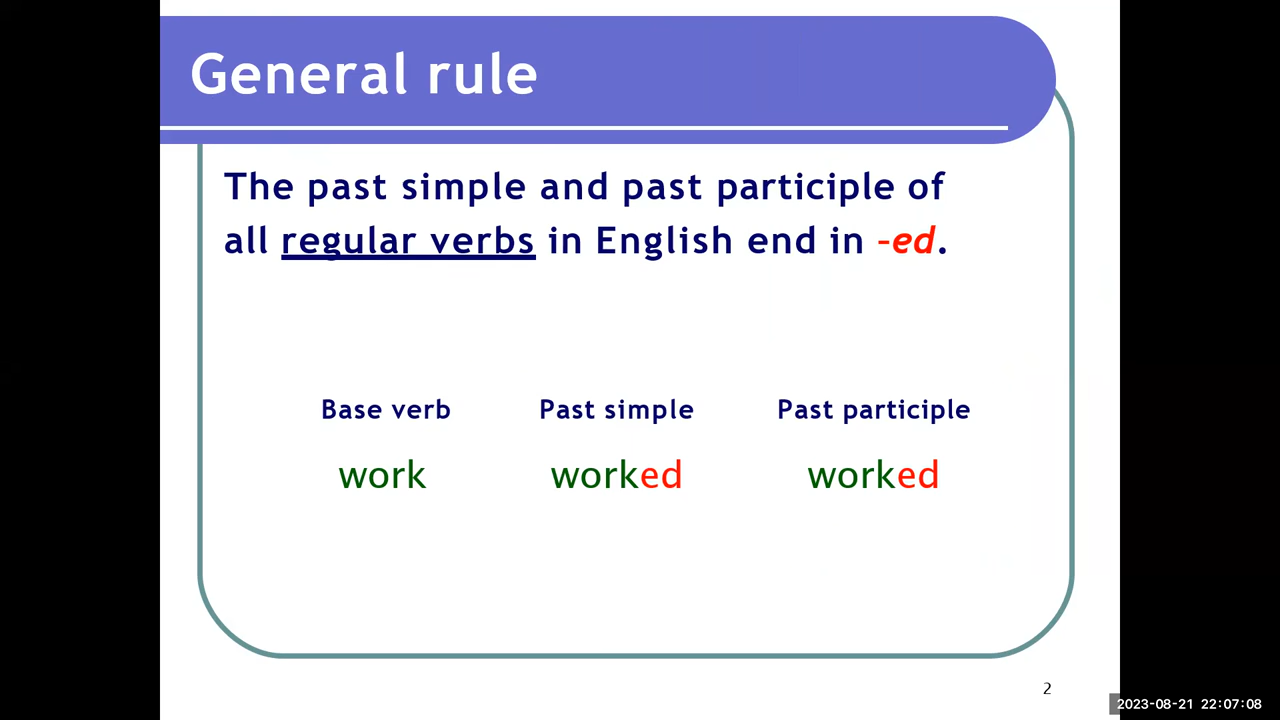 General rule
The past simple and past participle of
all regular verbs in English end in –ed.
Base verb Past simple Past participle
work worked worked
2
2023-08-21 22:07:08